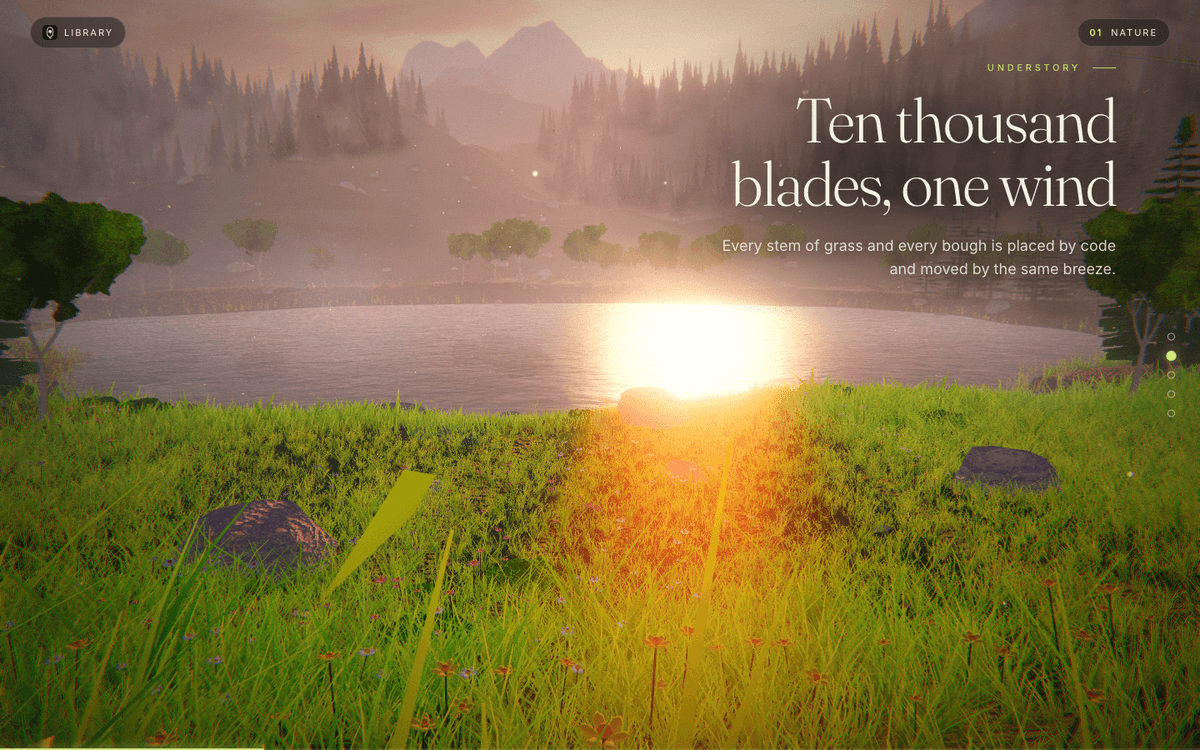 LIBRARY
01 NATURE
UNDERSTORY
Ten thousand
blades, one wind
Every stem of grass and every bough is placed by code
and moved by the same breeze.